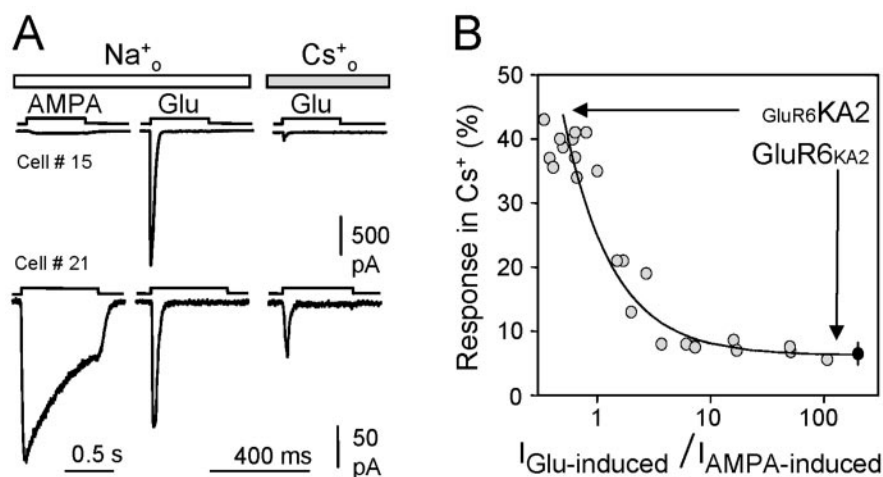 A
Na⁺ₒ Cs⁺ₒ
AMPA Glu Glu
Cell # 15
500
pA
Cell # 21
50
pA
0.5 s 400 ms
B
Response in Cs⁺ (%)
50
40
30
20
10
0
GluR6KA2
GluR6KA2
1 10 100
IGlu-induced / IAMPA-induced